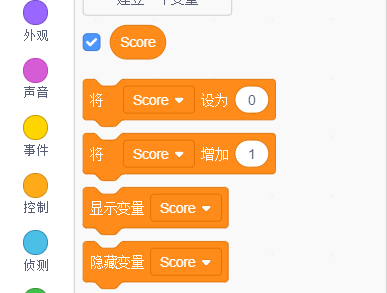 外观
声音
事件
控制
侦测
建立一个变量
Score
将 Score 设为 0
将 Score 增加 1
显示变量 Score
隐藏变量 Score